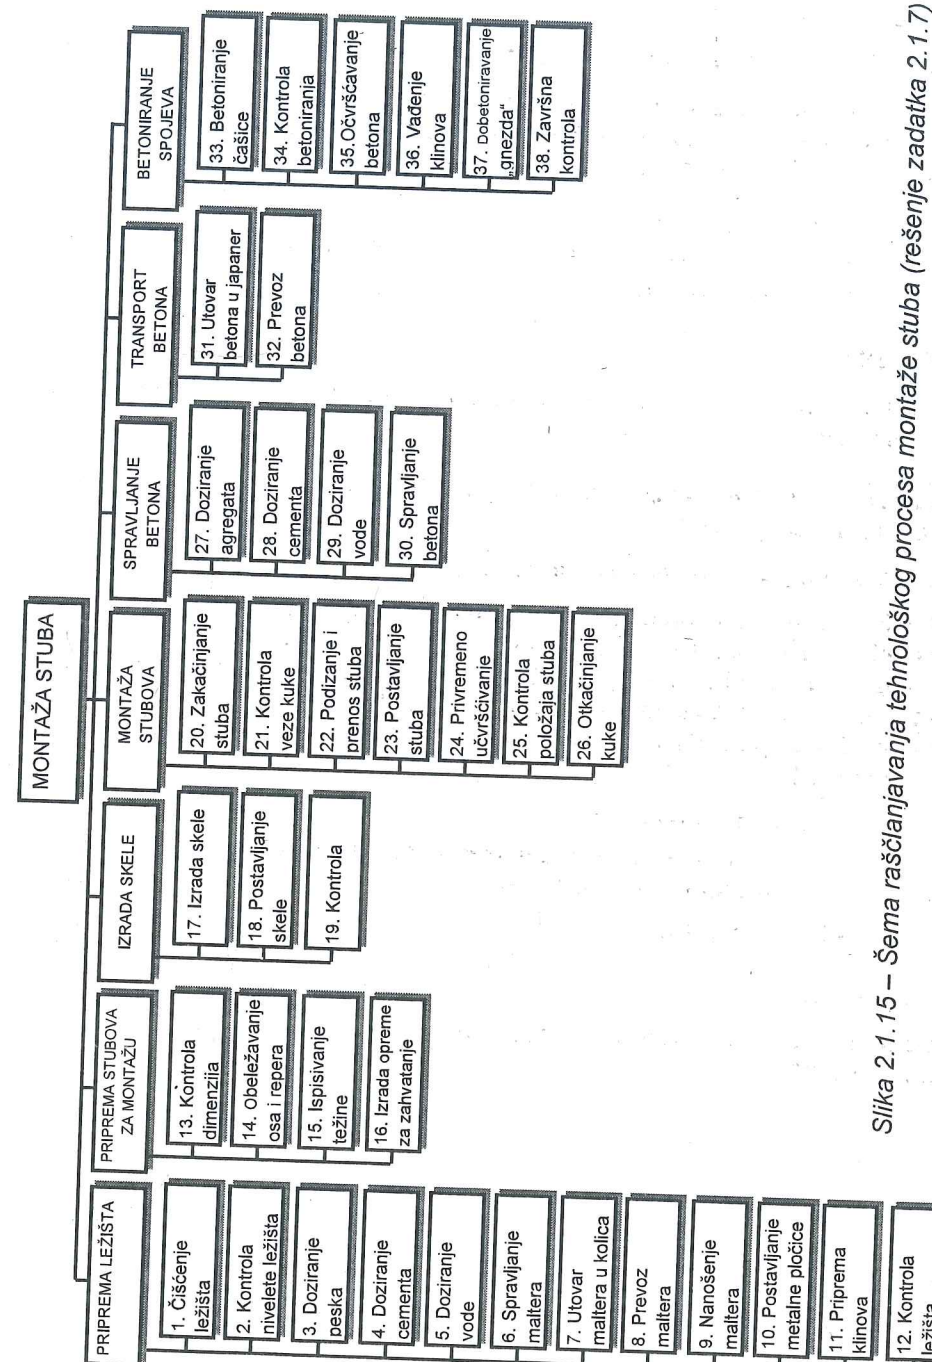 MONTAŽA STUBA
PRIPREMA LEŽIŠTA
1. Čišćenje
ležišta
2. Kontrola
nivelete ležišta
3. Doziranje
peska
4. Doziranje
cementa
5. Doziranje
vode
6. Spravljanje
maltera
7. Utovar
maltera u kolica
8. Prevoz
maltera
9. Nanošenje
maltera
10. Postavljanje
metalne pločice
11. Priprema
klinova
12. Kontrola
ležišta
PRIPREMA STUBOVA
ZA MONTAŽU
13. Kontrola
dimenzija
14. Obeležavanje
osa i repera
15. Ispisivanje
težine
16. Izrada opreme
za zahvatanje
IZRADA SKELE
17. Izrada skele
18. Postavljanje
skele
19. Kontrola
MONTAŽA
STUBOVA
20. Zakačinjanje
stuba
21. Kontrola
veze kuke
22. Podizanje i
prenos stuba
23. Postavljanje
stuba
24. Privremeno
učvršćivanje
25. Kontrola
položaja stuba
26. Otkačinjanje
kuke
SPRAVLJANJE
BETONA
27. Doziranje
agregata
28. Doziranje
cementa
29. Doziranje
vode
30. Spravljanje
betona
TRANSPORT
BETONA
31. Utovar
betona u japaner
32. Prevoz
betona
BETONIRANJE
SPOJEVA
33. Betoniranje
čašice
34. Kontrola
betoniranja
35.Očvršćavanje
betona
36. Vađenje
klinova
37. Dobetoniravanje
„gnezda“
38. Završna
kontrola
Slika 2.1.15 – Šema raščlanjavanja tehnološkog procesa montaže stuba (rešenje zadatka 2.1.7)